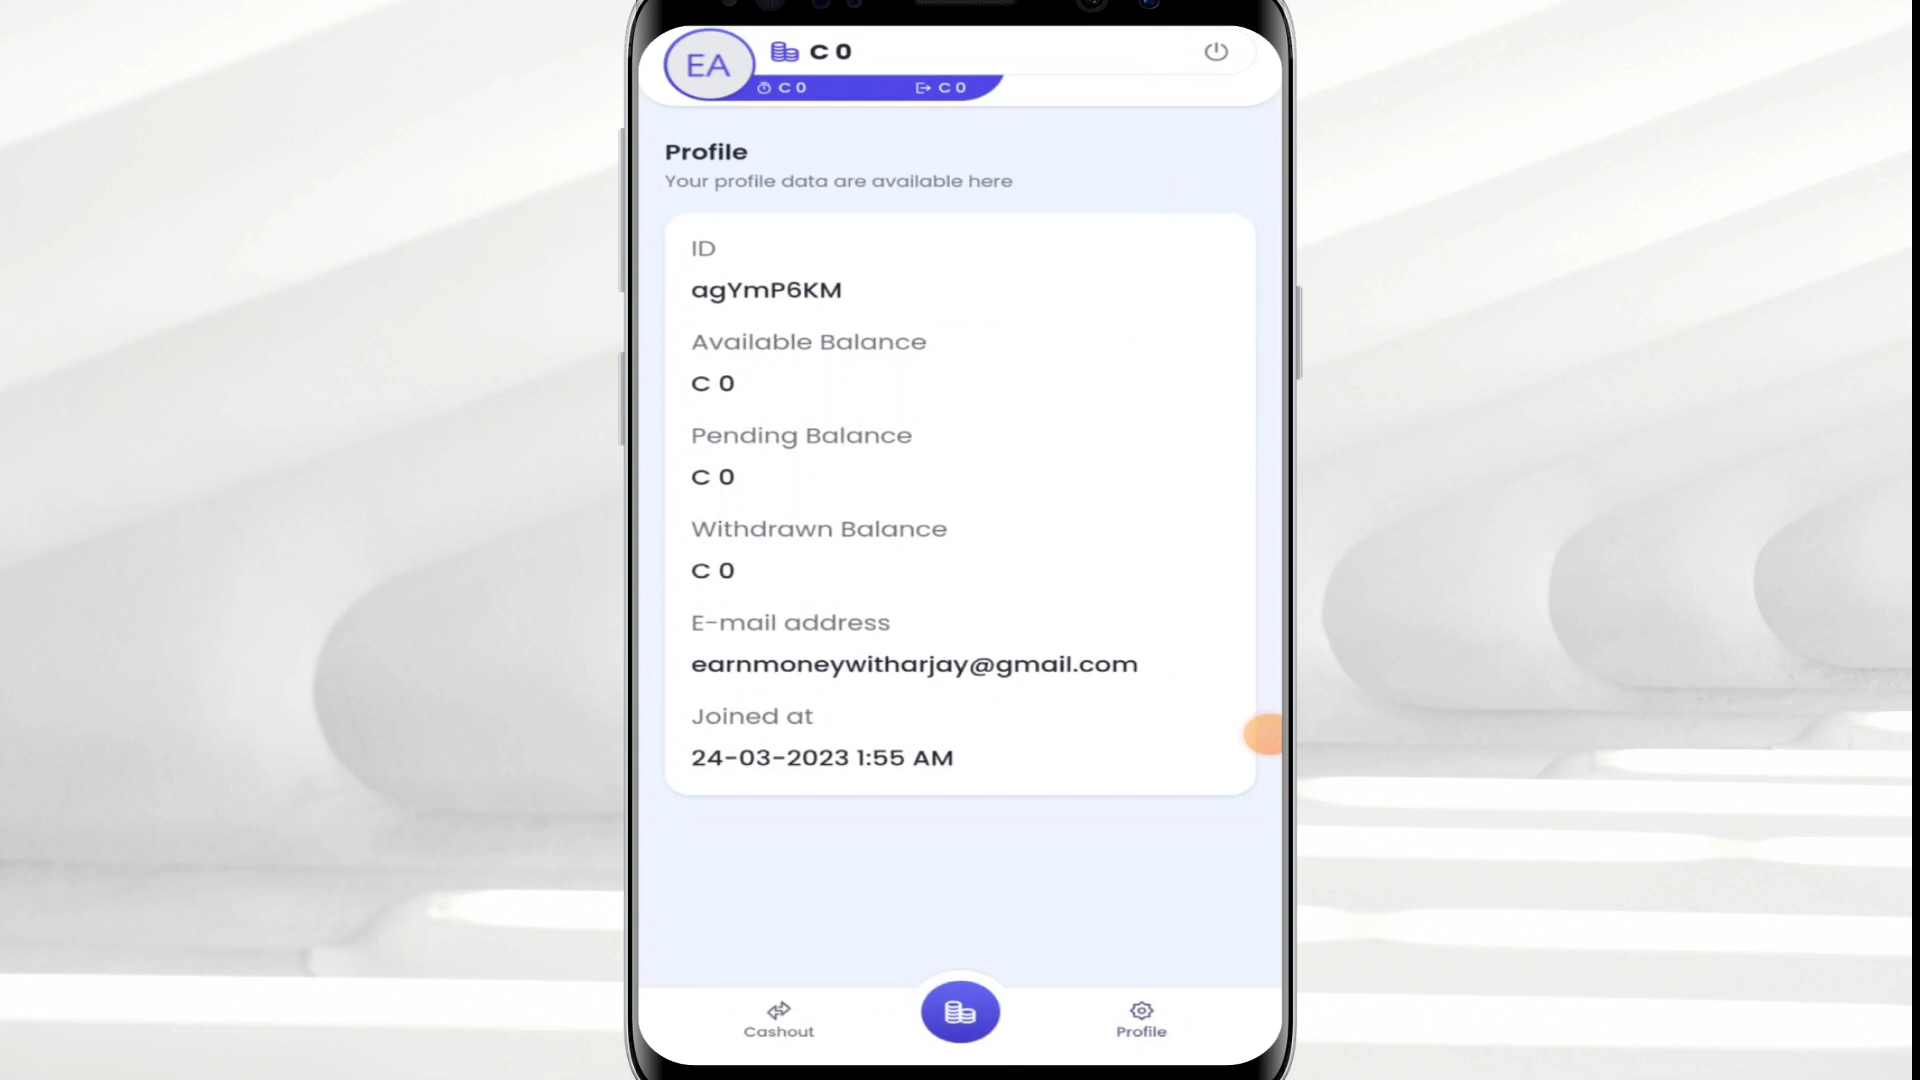 EA
C 0
C 0
C 0
Profile
Your profile data are available here
ID
agYmP6KM
Available Balance
C 0
Pending Balance
C 0
Withdrawn Balance
C 0
E-mail address
earnmoneywitharjay@gmail.com
Joined at
24-03-2023 1:55 AM
Cashout
Profile